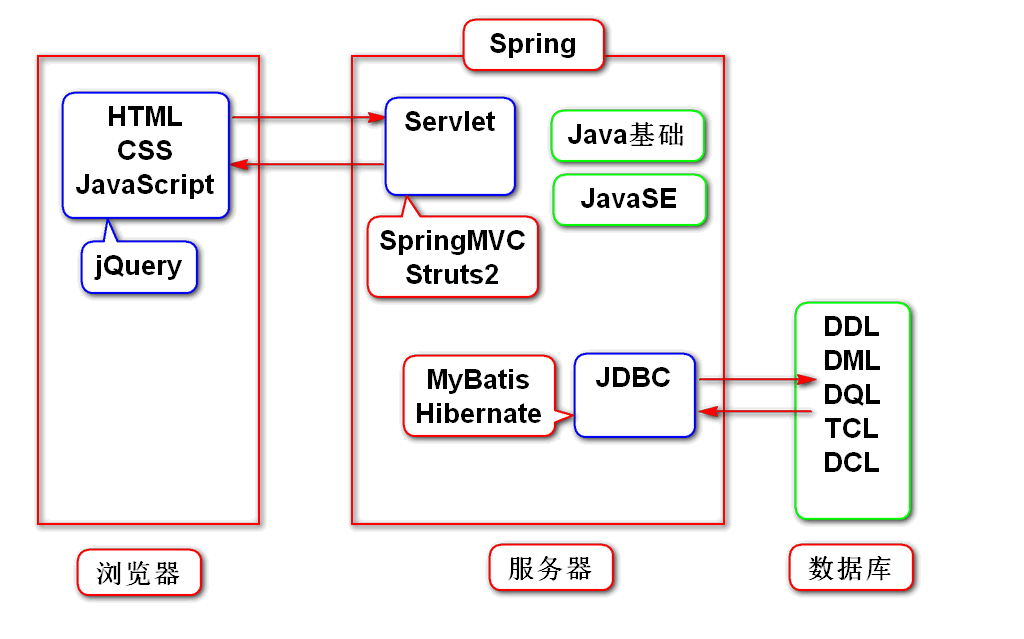 Spring
HTML
CSS
JavaScript
jQuery
Servlet
Java基础
JavaSE
SpringMVC
Struts2
MyBatis
Hibernate
JDBC
DDL
DML
DQL
TCL
DCL
浏览器
服务器
数据库